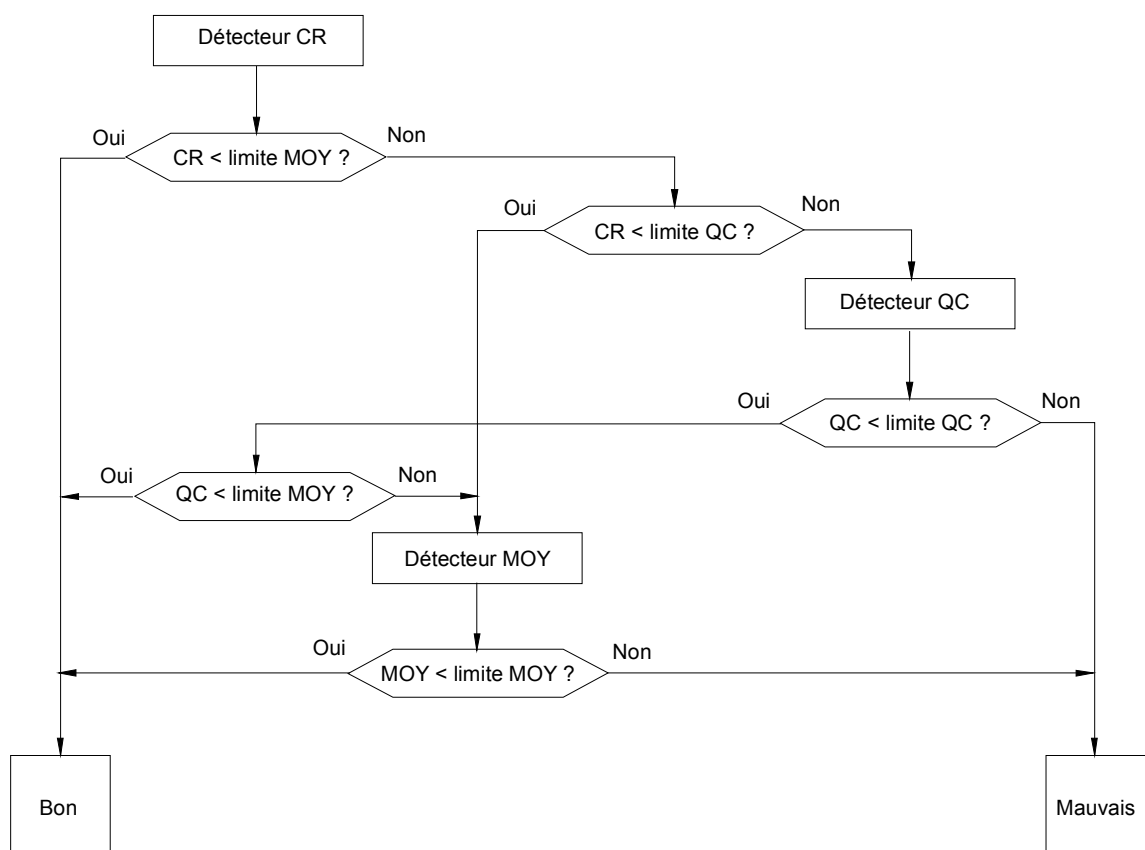 Détecteur CR
Oui
Non
CR < limite MOY ?
Oui
Non
CR < limite QC ?
Détecteur QC
Oui
Non
QC < limite QC ?
Oui
Non
QC < limite MOY ?
Détecteur MOY
Oui
Non
MOY < limite MOY ?
Bon
Mauvais